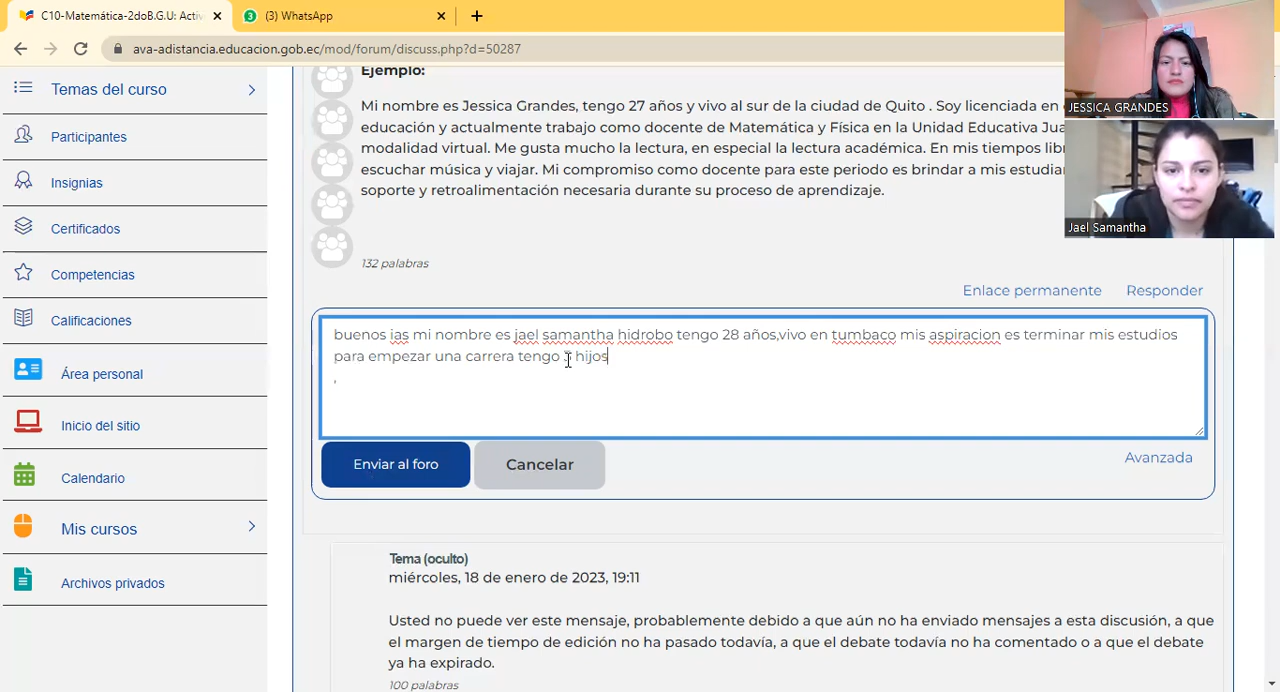 C10-Matemática-2doB.G.U: Activ
3
(3) WhatsApp
ava-adistancia.educacion.gob.ec/mod/forum/discuss.php?d=50287
JESSICA GRANDES
Jael Samantha
Temas del curso
Participantes
Insignias
Certificados
Competencias
Calificaciones
Área personal
Inicio del sitio
Calendario
Mis cursos
Archivos privados
Ejemplo:
Mi nombre es Jessica Grandes, tengo 27 años y vivo al sur de la ciudad de Quito . Soy licenciada en
educación y actualmente trabajo como docente de Matemática y Física en la Unidad Educativa Jua
modalidad virtual. Me gusta mucho la lectura, en especial la lectura académica. En mis tiempos lib
escuchar música y viajar. Mi compromiso como docente para este periodo es brindar a mis estudia
soporte y retroalimentación necesaria durante su proceso de aprendizaje.
132 palabras
Enlace permanente Responder
buenos ias mi nombre es jael samantha hidrobo tengo 28 años,vivo en tumbaco mis aspiracion es terminar mis estudios
para empezar una carrera tengo hijos
,
Enviar al foro Cancelar
Avanzada
Tema (oculto)
miércoles, 18 de enero de 2023, 19:11
Usted no puede ver este mensaje, probablemente debido a que aún no ha enviado mensajes a esta discusión, a que
el margen de tiempo de edición no ha pasado todavía, a que el debate todavía no ha comentado o a que el debate
ya ha expirado.
100 palabras